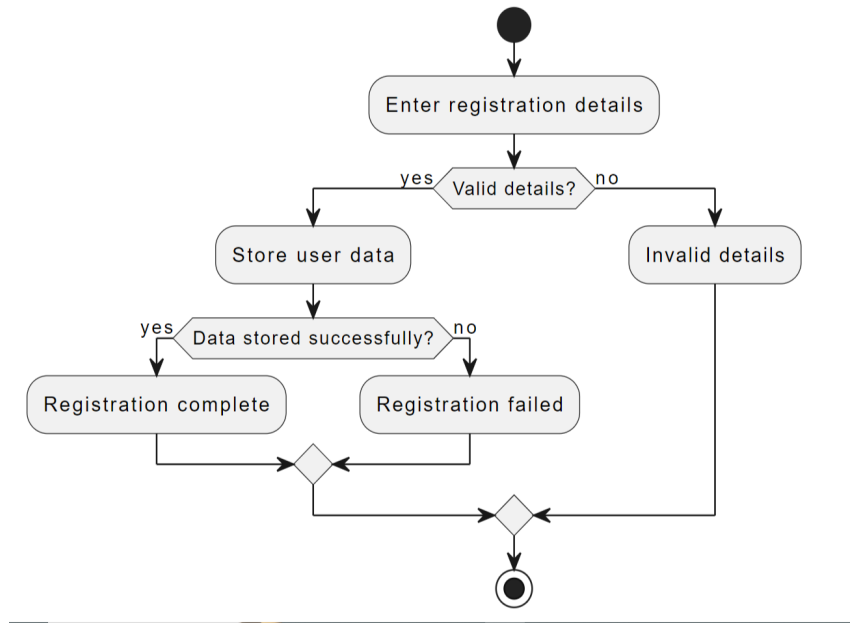 Enter registration details
yes
Valid details?
no
Store user data
Invalid details
yes
Data stored successfully?
no
Registration complete
Registration failed